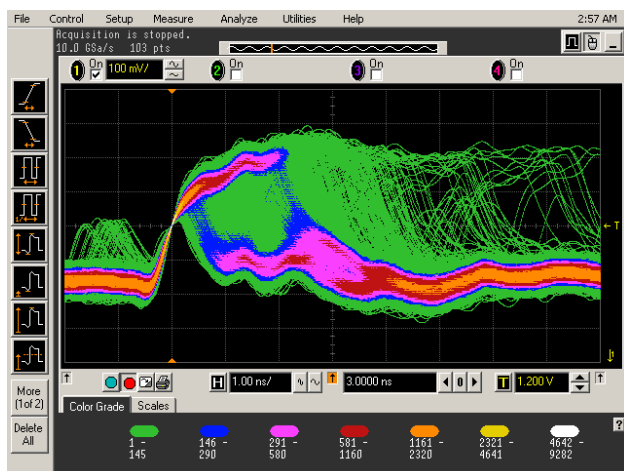 File Control Setup Measure Analyze Utilities Help 2:57 AM
Acquisition is stopped.
10.0 GSa/s 103 pts
1 On 100 mV/ 2 On 3 On 4 On
T
More
(1of 2)
Delete
All
H 1.00 ns/ 3.0000 ns 0 T 1.200 V
Color Grade Scales
?
1 - 146 - 291 - 581 - 1161 - 2321 - 4642 -
145 290 580 1160 2320 4641 9282